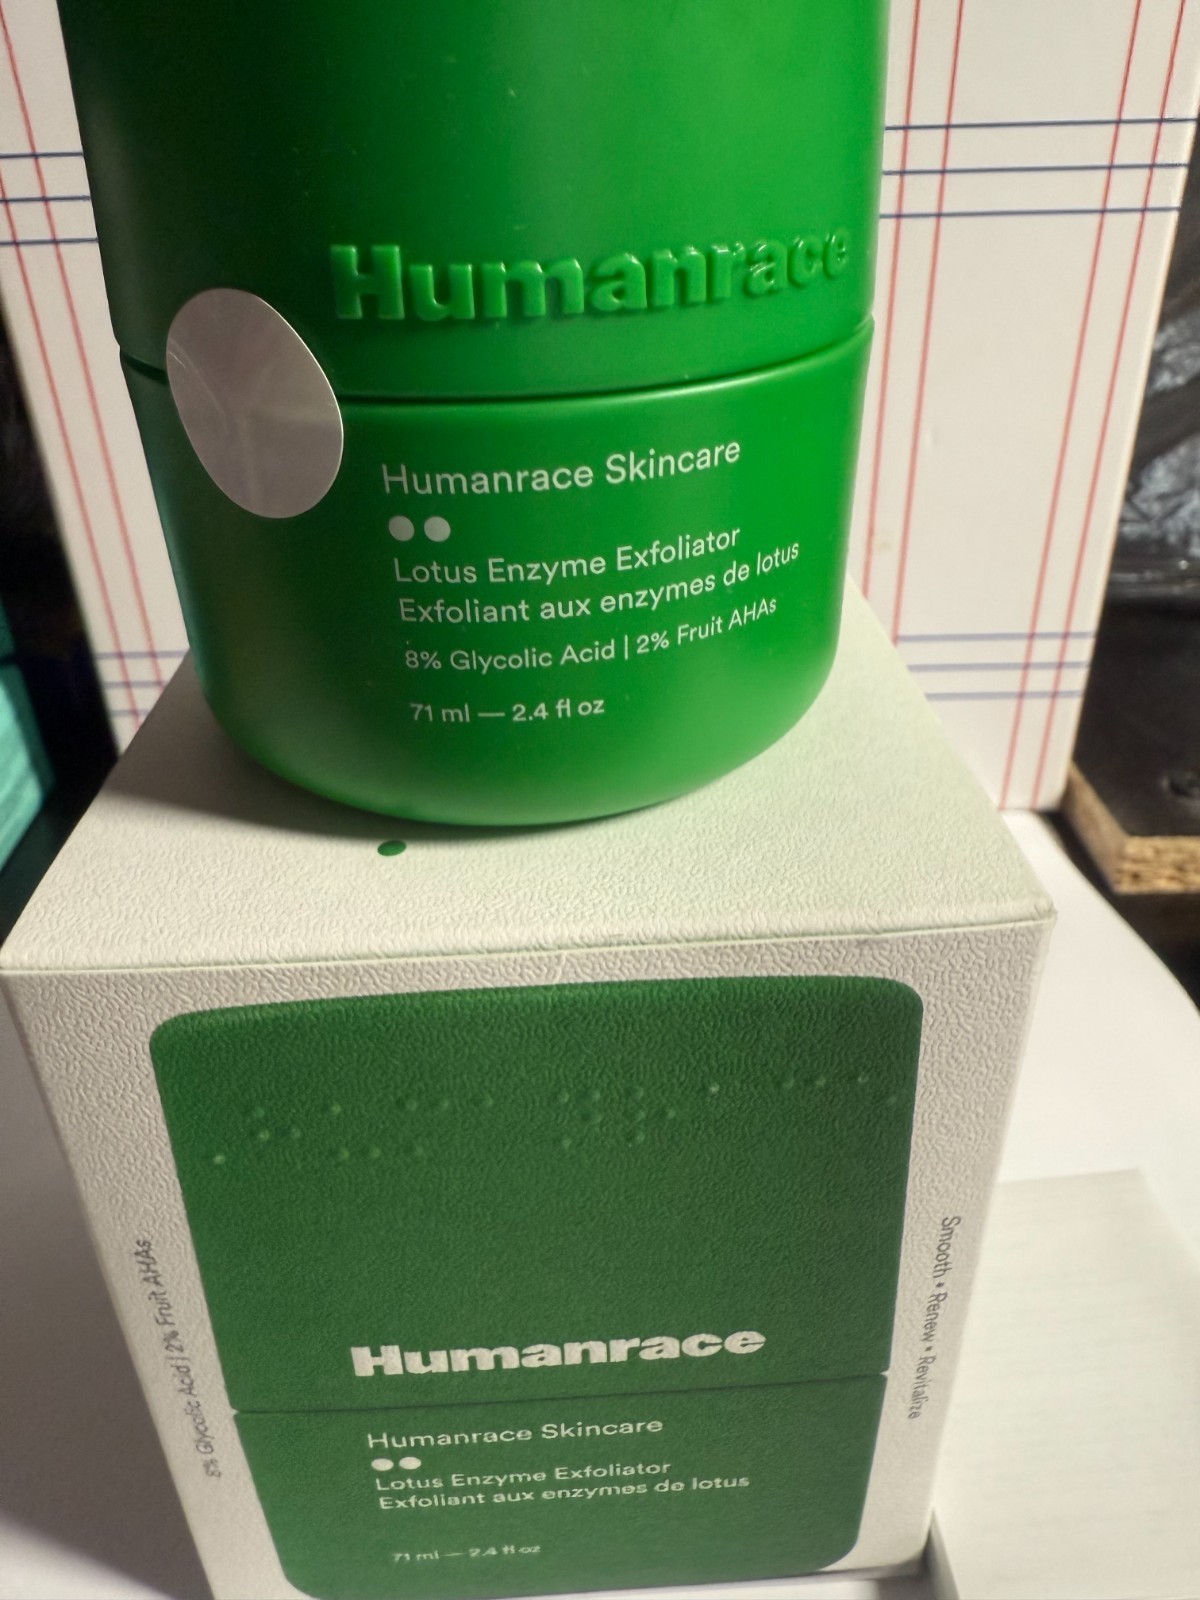 Humanrace
Humanrace Skincare
Lotus Enzyme Exfoliator
Exfoliant aux enzymes de lotus
8% Glycolic Acid | 2% Fruit AHAs
71 ml — 2.4 fl oz
8% Glycolic Acid | 2% Fruit AHAs
Smooth • Renew • Revitalize
Humanrace
Humanrace Skincare
Lotus Enzyme Exfoliator
Exfoliant aux enzymes de lotus
71 ml — 2.4 fl oz